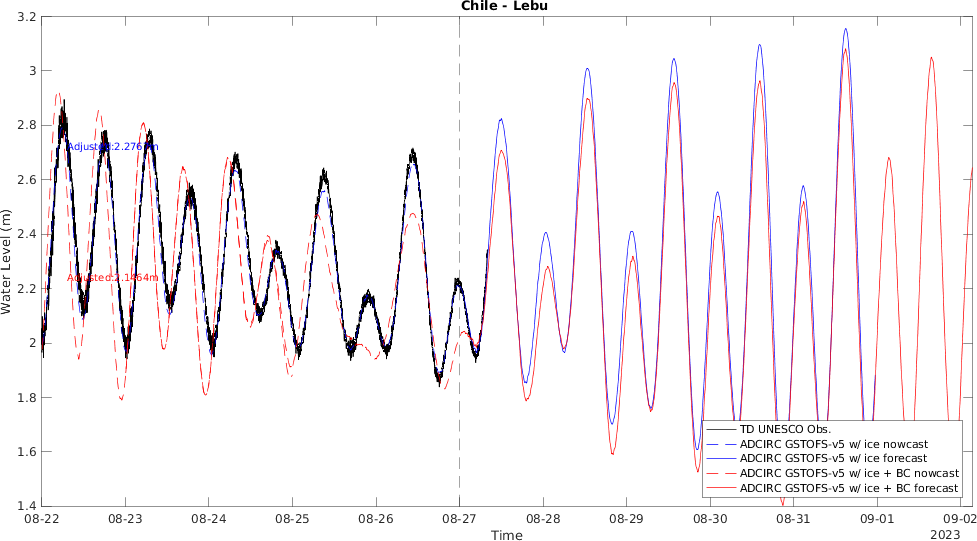 Chile - Lebu
3.2
3
2.8
2.6
2.4
2.2
2
1.8
1.6
1.4
Water Level (m)
Adjusted:2.276
Adjusted:2.1464m
TD UNESCO Obs.
ADCIRC GSTOFS-v5 w/ ice nowcast
ADCIRC GSTOFS-v5 w/ ice forecast
ADCIRC GSTOFS-v5 w/ ice + BC nowcast
ADCIRC GSTOFS-v5 w/ ice + BC forecast
08-22 08-23 08-24 08-25 08-26 08-27 08-28 08-29 08-30 08-31 09-01 09-02
Time
2023